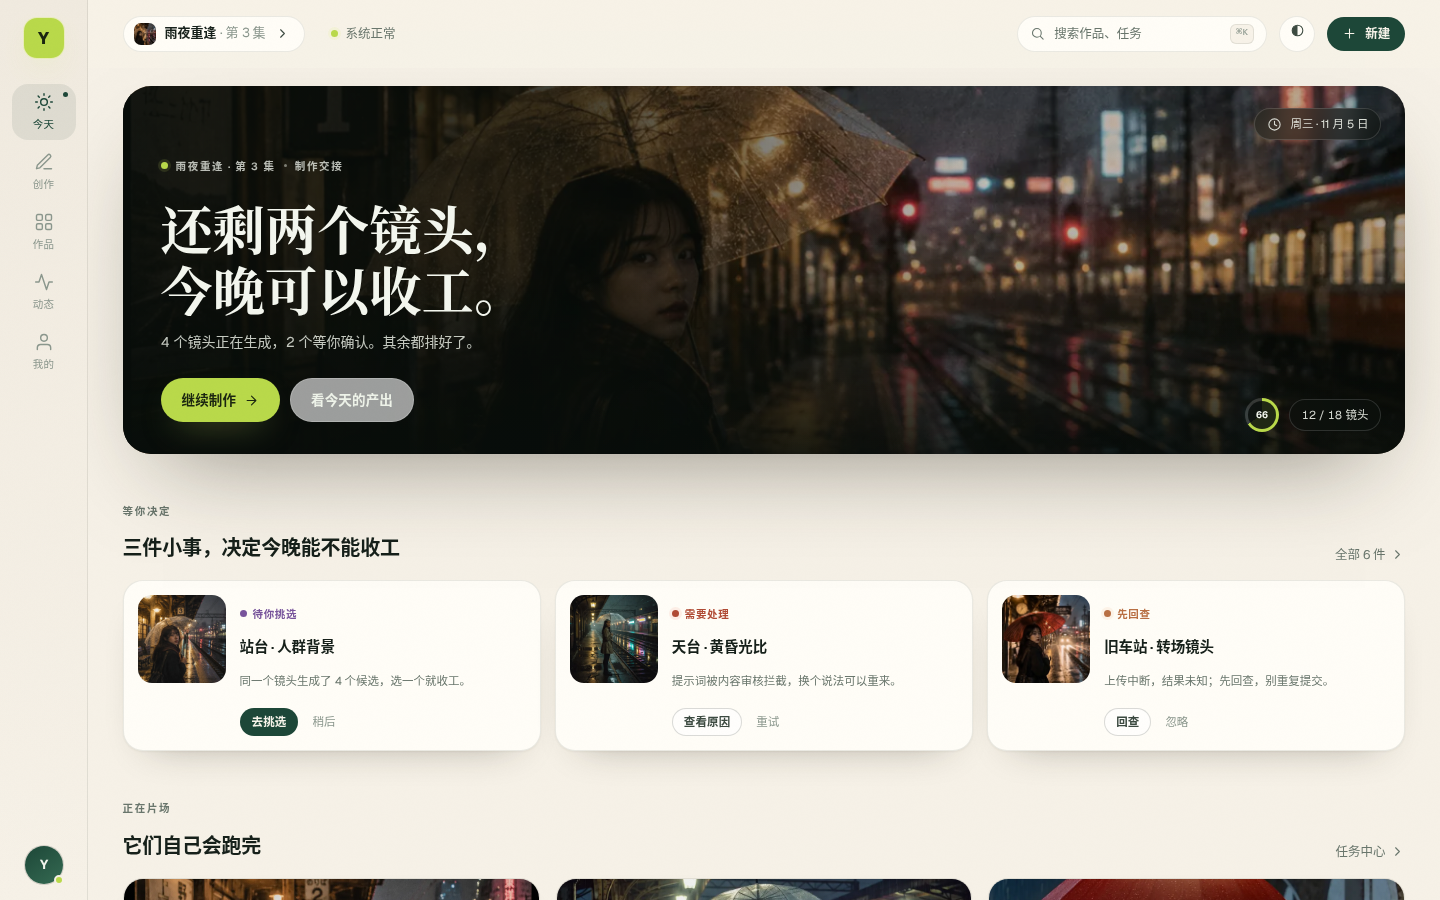 Y
今天
创作
作品
动态
我的
Y
雨夜重逢 · 第 3 集
系统正常
搜索作品、任务
⌘K
新建
周三 · 11 月 5 日
雨夜重逢 · 第 3 集 • 制作交接
还剩两个镜头，
今晚可以收工。
4 个镜头正在生成，2 个等你确认。其余都排好了。
继续制作
看今天的产出
66
12 / 18 镜头
等你决定
三件小事，决定今晚能不能收工
全部 6 件
待你挑选
站台 · 人群背景
同一个镜头生成了 4 个候选，选一个就收工。
去挑选
稍后
需要处理
天台 · 黄昏光比
提示词被内容审核拦截，换个说法可以重来。
查看原因
重试
先回查
旧车站 · 转场镜头
上传中断，结果未知；先回查，别重复提交。
回查
忽略
正在片场
它们自己会跑完
任务中心